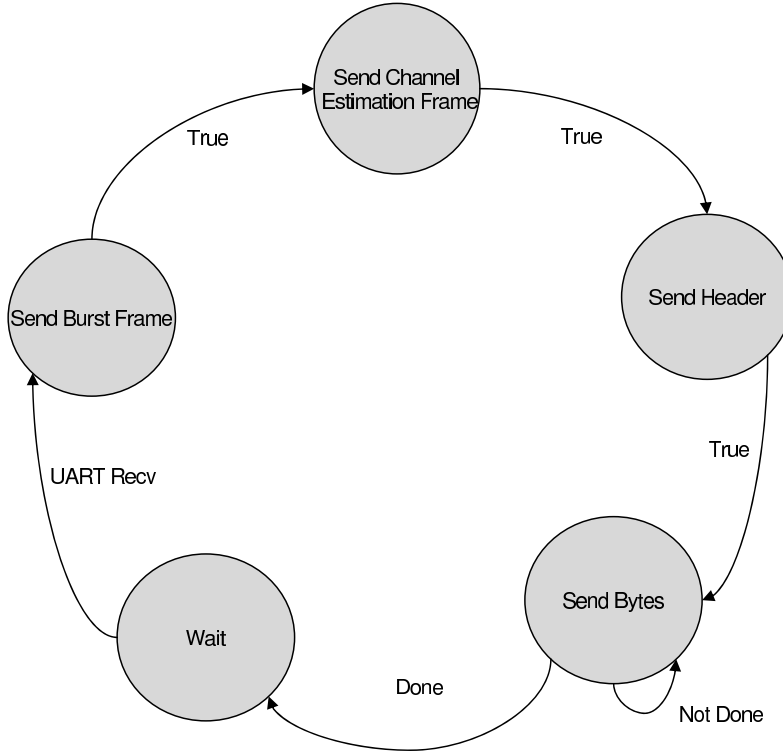 Send Channel
Estimation Frame
True
True
Send Header
Send Burst Frame
True
UART Recv
Send Bytes
Wait
Done
Not Done